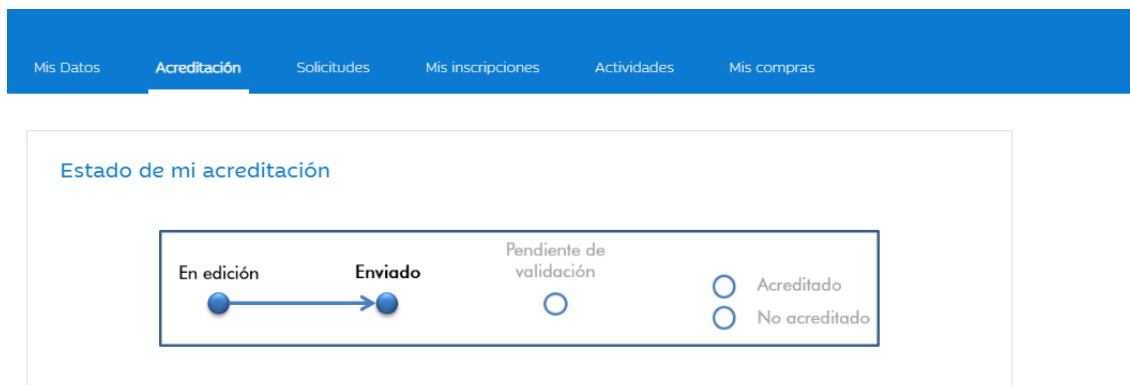 Mis Datos Acreditación Solicitudes Mis inscripciones Actividades Mis compras
Estado de mi acreditación
En edición
Enviado
Pendiente de
validación
Acreditado
No acreditado